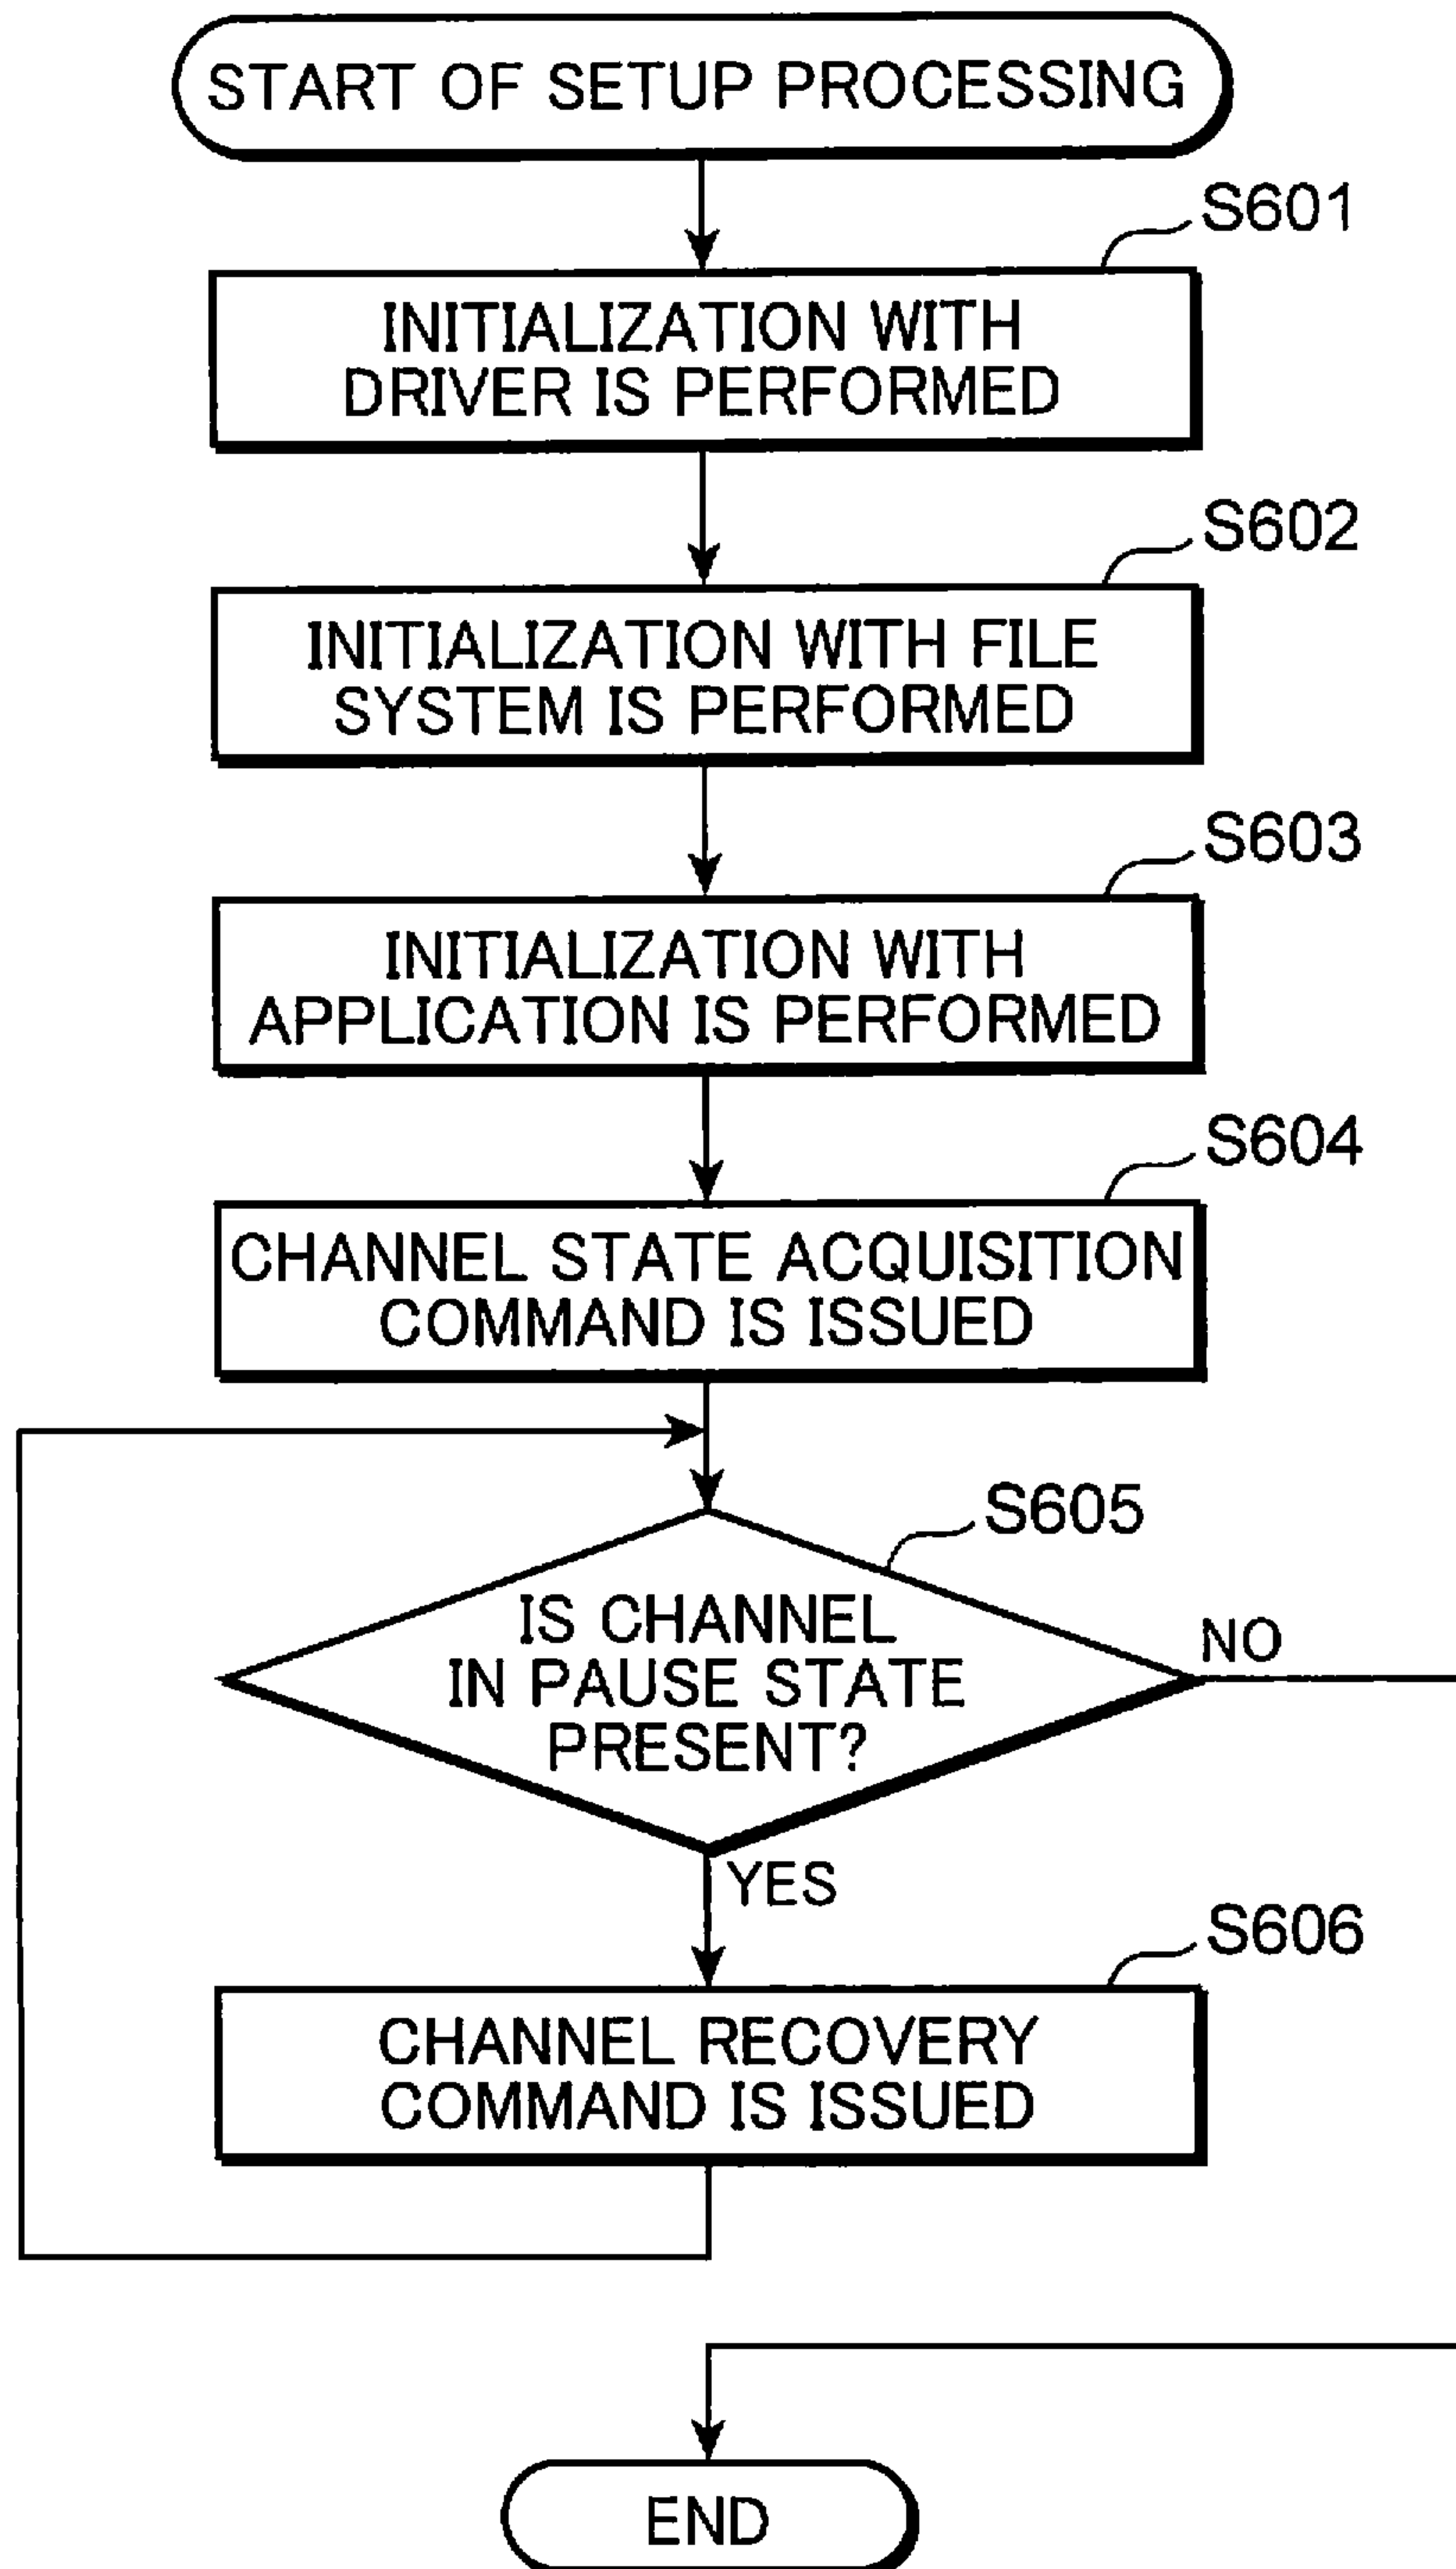 START OF SETUP PROCESSING
S601
INITIALIZATION WITH
DRIVER IS PERFORMED
S602
INITIALIZATION WITH FILE
SYSTEM IS PERFORMED
S603
INITIALIZATION WITH
APPLICATION IS PERFORMED
S604
CHANNEL STATE ACQUISITION
COMMAND IS ISSUED
S605
IS CHANNEL
IN PAUSE STATE
PRESENT?
NO
YES
S606
CHANNEL RECOVERY
COMMAND IS ISSUED
END